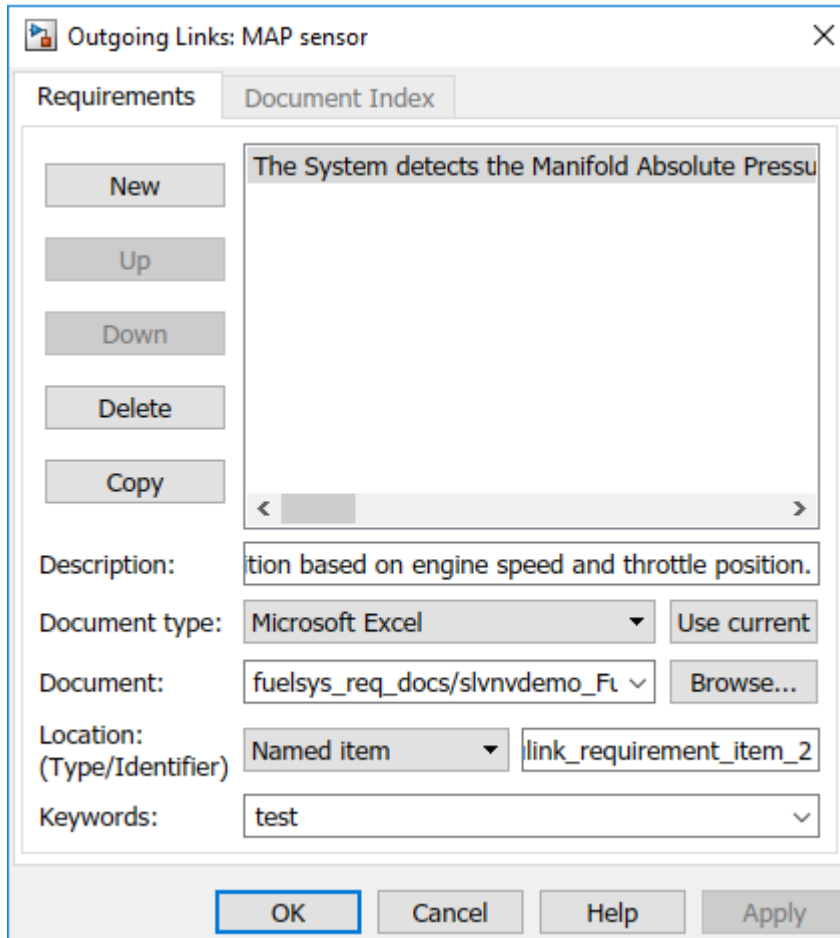 Outgoing Links: MAP sensor
Requirements
Document Index
New
Up
Down
Delete
Copy
The System detects the Manifold Absolute Pressu
Description:
tion based on engine speed and throttle position.
Document type:
Microsoft Excel
Use current
Document:
fuelsys_req_docs/slvnvdemo_Fu
Browse...
Location:
(Type/Identifier)
Named item
link_requirement_item_2
Keywords:
test
OK
Cancel
Help
Apply